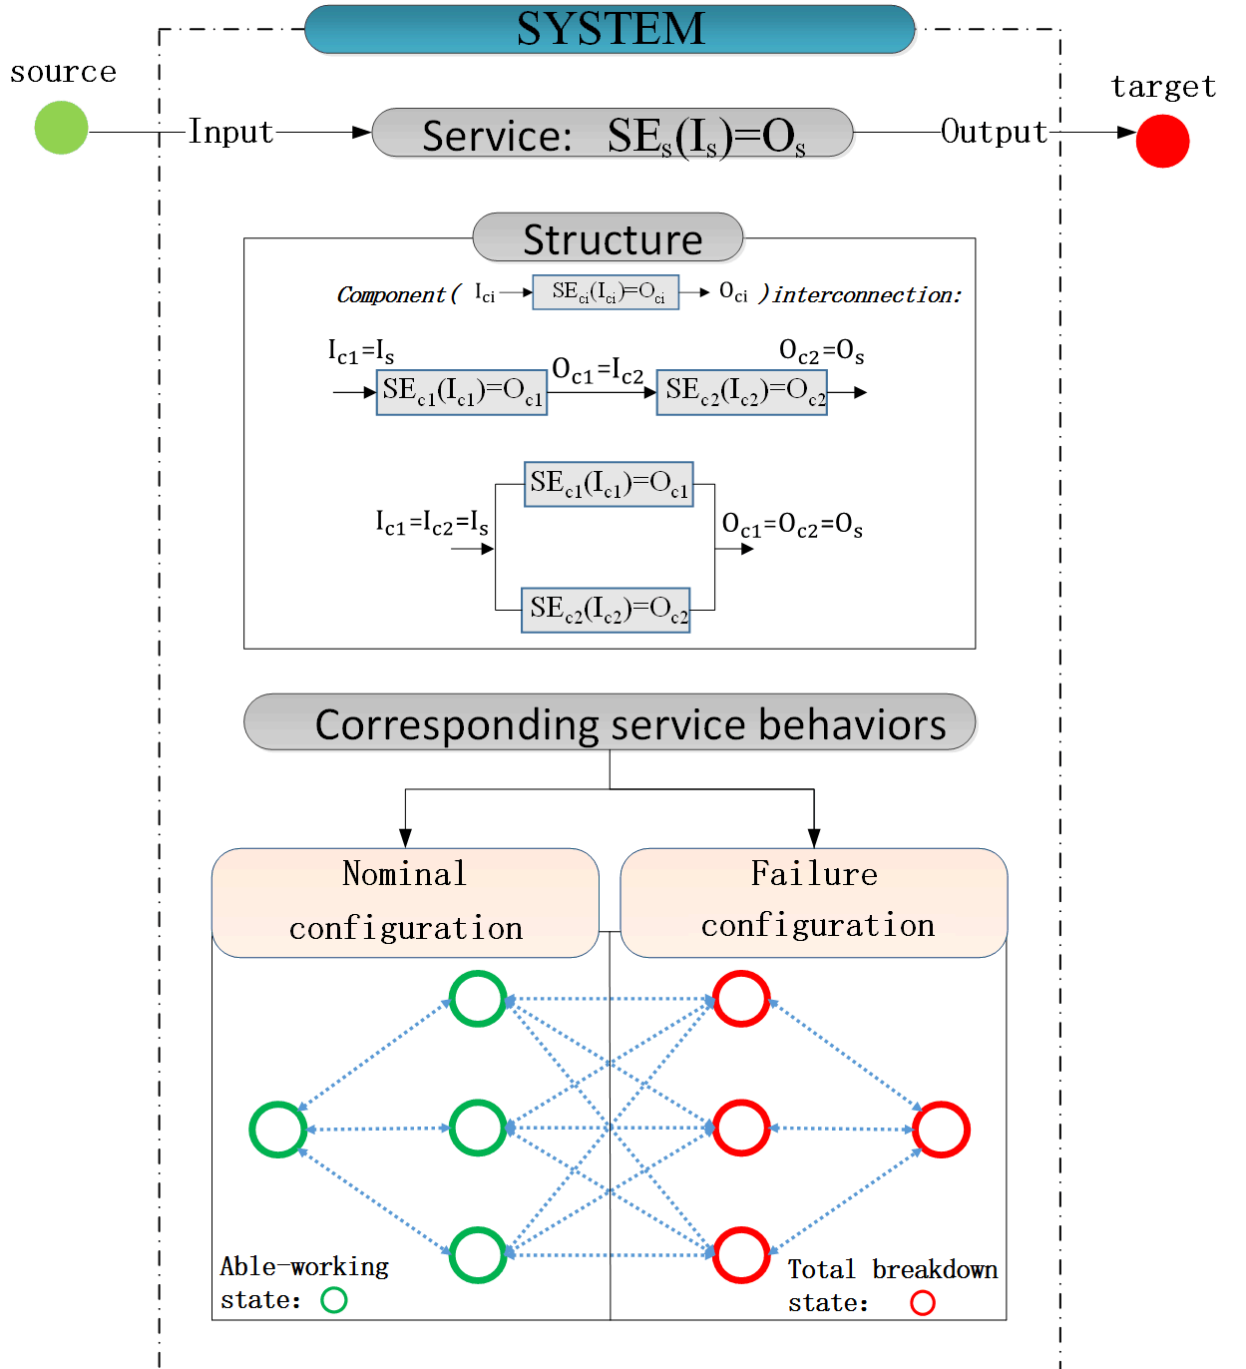 SYSTEM
source
target
Input
Service: SEs(Is)=Os
Output
Structure
Component( Ici SEci(Ici)=Oci Oci )interconnection:
Ic1=Is
Oc1=Ic2
Oc2=Os
SEc1(Ic1)=Oc1
SEc2(Ic2)=Oc2
SEc1(Ic1)=Oc1
Ic1=Ic2=Is
Oc1=Oc2=Os
SEc2(Ic2)=Oc2
Corresponding service behaviors
Nominal
configuration
Failure
configuration
Able-working
state:
Total breakdown
state: